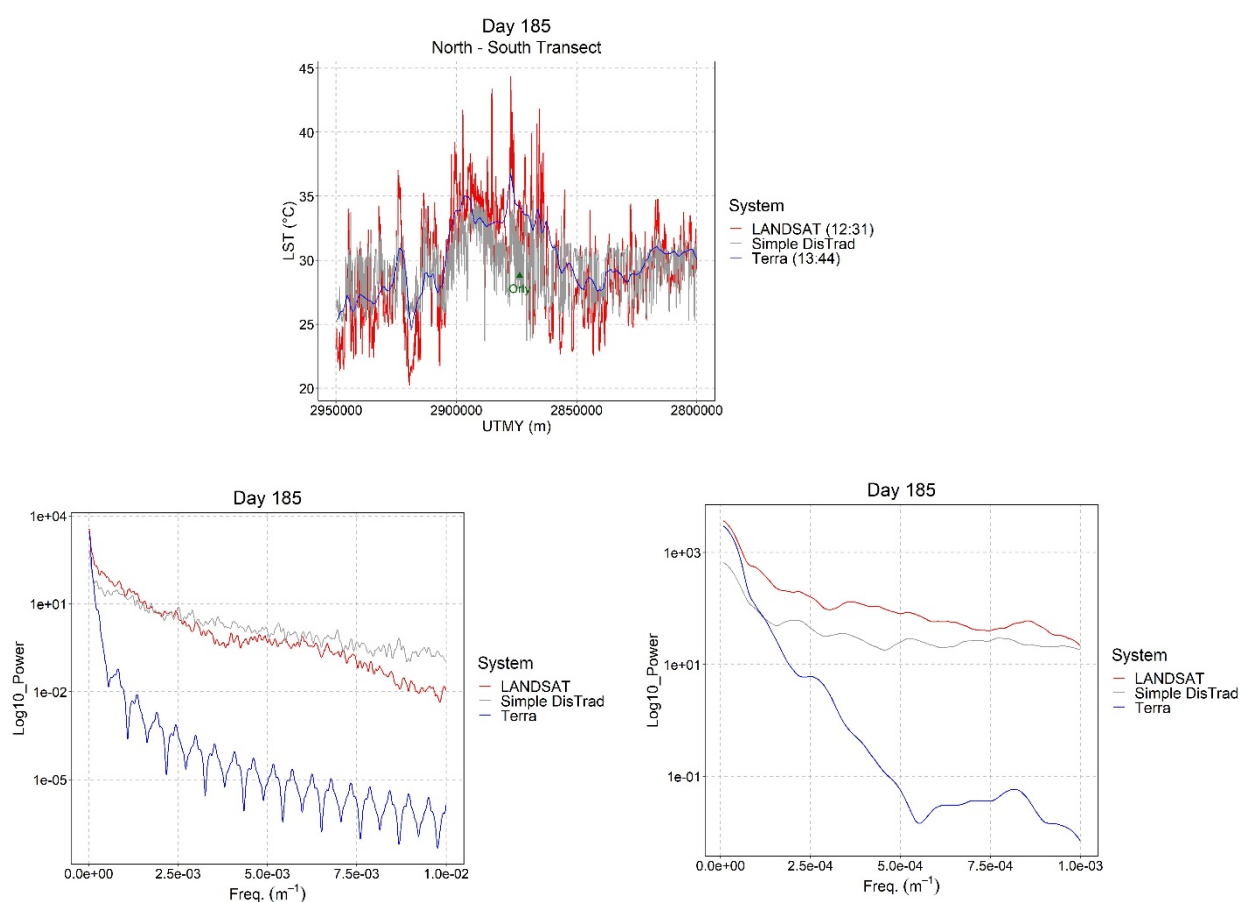 Day 185
North - South Transect
45
40
35
30
25
20
LST (°C)
Orly
2950000 2900000 2850000 2800000
UTMY (m)
System
LANDSAT (12:31)
Simple DisTrad
Terra (13:44)
Day 185
1e+04
1e+01
1e-02
1e-05
Log10_Power
0.0e+00 2.5e-03 5.0e-03 7.5e-03 1.0e-02
Freq. (m⁻¹)
System
LANDSAT
Simple DisTrad
Terra
Day 185
1e+03
1e+01
1e-01
Log10_Power
0.0e+00 2.5e-04 5.0e-04 7.5e-04 1.0e-03
Freq. (m⁻¹)
System
LANDSAT
Simple DisTrad
Terra